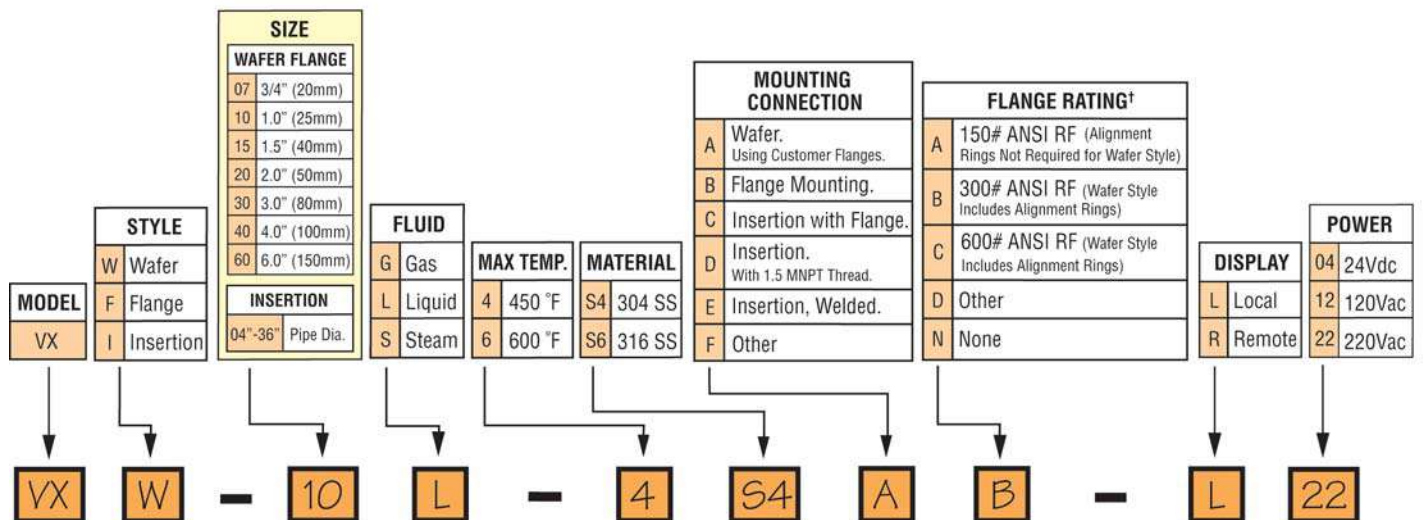 MODEL
VX
STYLE
W Wafer
F Flange
I Insertion
SIZE
WAFER FLANGE
07 3/4" (20mm)
10 1.0" (25mm)
15 1.5" (40mm)
20 2.0" (50mm)
30 3.0" (80mm)
40 4.0" (100mm)
60 6.0" (150mm)
INSERTION
04"-36" Pipe Dia.
FLUID
G Gas
L Liquid
S Steam
MAX TEMP.
4 450 °F
6 600 °F
MATERIAL
S4 304 SS
S6 316 SS
MOUNTING
CONNECTION
A Wafer.
Using Customer Flanges.
B Flange Mounting.
C Insertion with Flange.
D Insertion.
With 1.5 MNPT Thread.
E Insertion, Welded.
F Other
FLANGE RATING†
A 150# ANSI RF (Alignment
Rings Not Required for Wafer Style)
B 300# ANSI RF (Wafer Style
Includes Alignment Rings)
C 600# ANSI RF (Wafer Style
Includes Alignment Rings)
D Other
N None
DISPLAY
L Local
R Remote
POWER
04 24Vdc
12 120Vac
22 220Vac
VX W - 10 L - 4 S4 A B - L 22